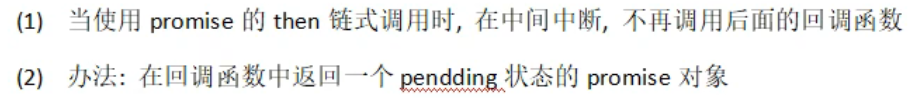 (1) 当使用 promise 的 then 链式调用时, 在中间中断, 不再调用后面的回调函数
(2) 办法: 在回调函数中返回一个 pendding 状态的 promise 对象